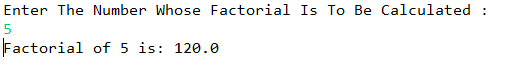 Enter The Number Whose Factorial Is To Be Calculated :
5
Factorial of 5 is: 120.0